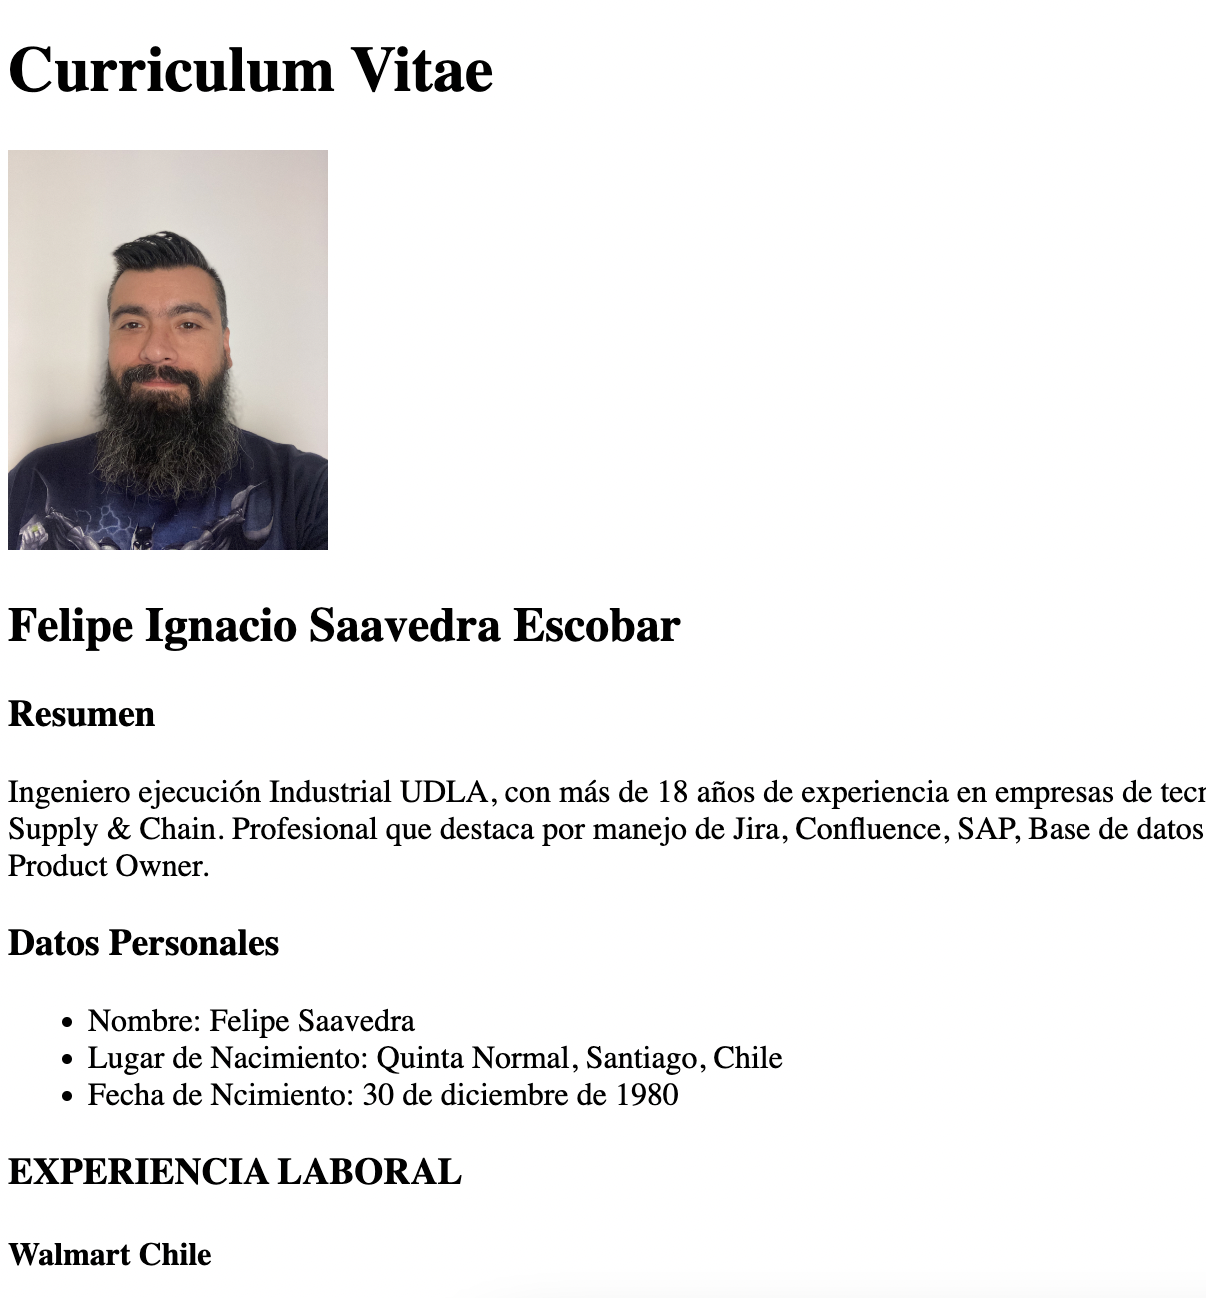 Curriculum Vitae
Felipe Ignacio Saavedra Escobar
Resumen
Ingeniero ejecución Industrial UDLA, con más de 18 años de experiencia en empresas de
Supply & Chain. Profesional que destaca por manejo de Jira, Confluence, SAP, Base de datos
Product Owner.
Datos Personales
• Nombre: Felipe Saavedra
• Lugar de Nacimiento: Quinta Normal, Santiago, Chile
• Fecha de Ncimiento: 30 de diciembre de 1980
EXPERIENCIA LABORAL
Walmart Chile